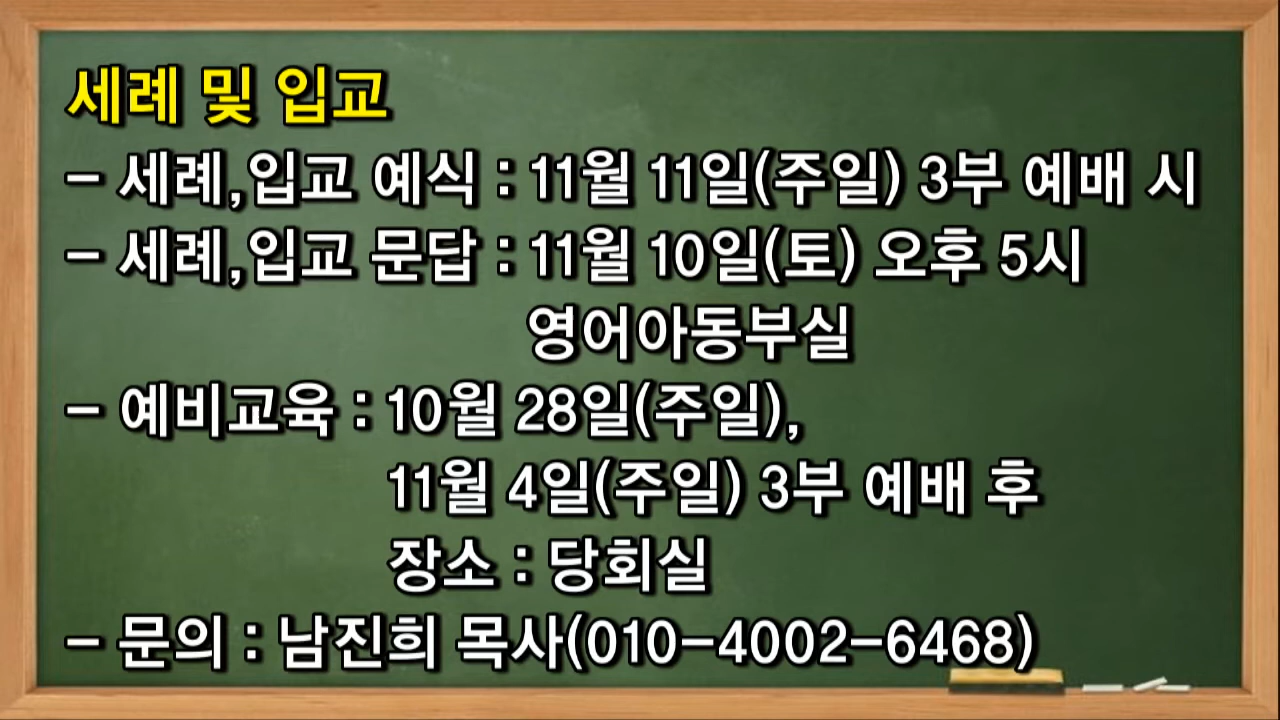 세례 및 입교
- 세례,입교 예식 : 11월 11일(주일) 3부 예배 시
- 세례,입교 문답 : 11월 10일(토) 오후 5시
영어아동부실
- 예비교육 : 10월 28일(주일),
11월 4일(주일) 3부 예배 후
장소 : 당회실
- 문의 : 남진희 목사(010-4002-6468)